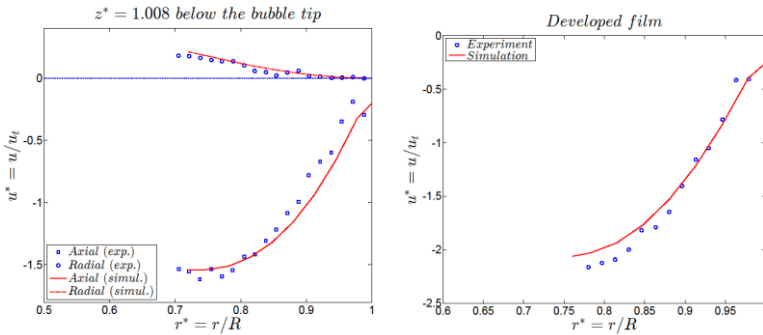 z* = 1.008 below the bubble tip
u* = u/u_t
0
-0.5
-1
-1.5
Axial (exp.)
Radial (exp.)
Axial (simul.)
Radial (simul.)
0.5 0.6 0.7 0.8 0.9 1
r* = r/R
Developed film
u* = u/u_t
0
-0.5
-1
-1.5
-2
-2.5
Experiment
Simulation
0.6 0.65 0.7 0.75 0.8 0.85 0.9 0.95
r* = r/R